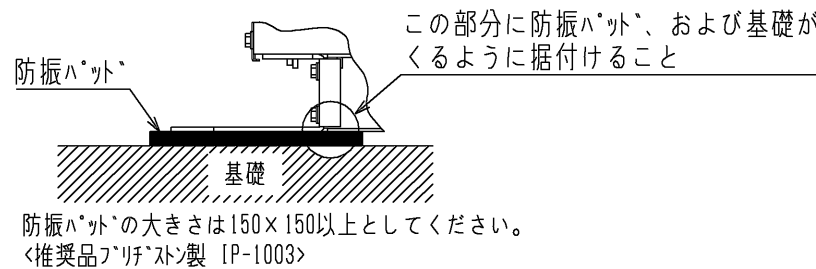 この部分に防振ﾊﾟｯﾄﾞ、および基礎が
くるように据付けること
防振ﾊﾟｯﾄﾞ
基礎
防振ﾊﾟｯﾄﾞの大きさは150×150以上としてください。
<推奨品ﾌﾞﾘﾁﾞｽﾄﾝ製 IP-1003>